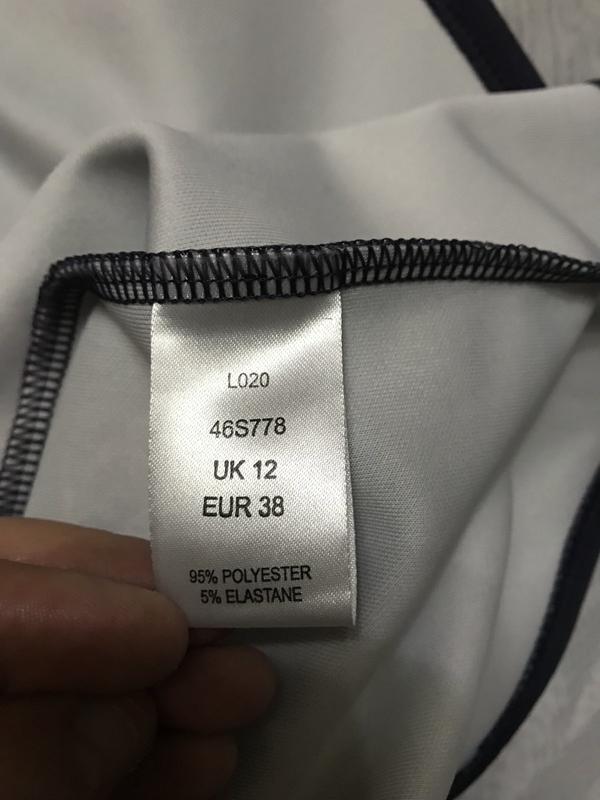 L020
46S778
UK 12
EUR 38
95% POLYESTER
5% ELASTANE